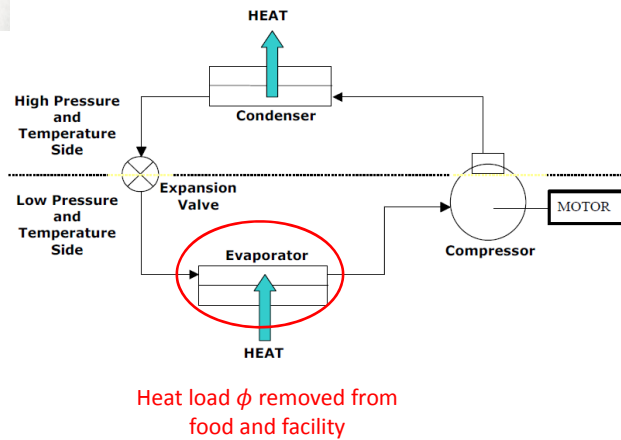 HEAT
High Pressure
and
Temperature
Side
Condenser
Expansion
Valve
Low Pressure
and
Temperature
Side
MOTOR
Compressor
Evaporator
HEAT
Heat load ϕ removed from
food and facility